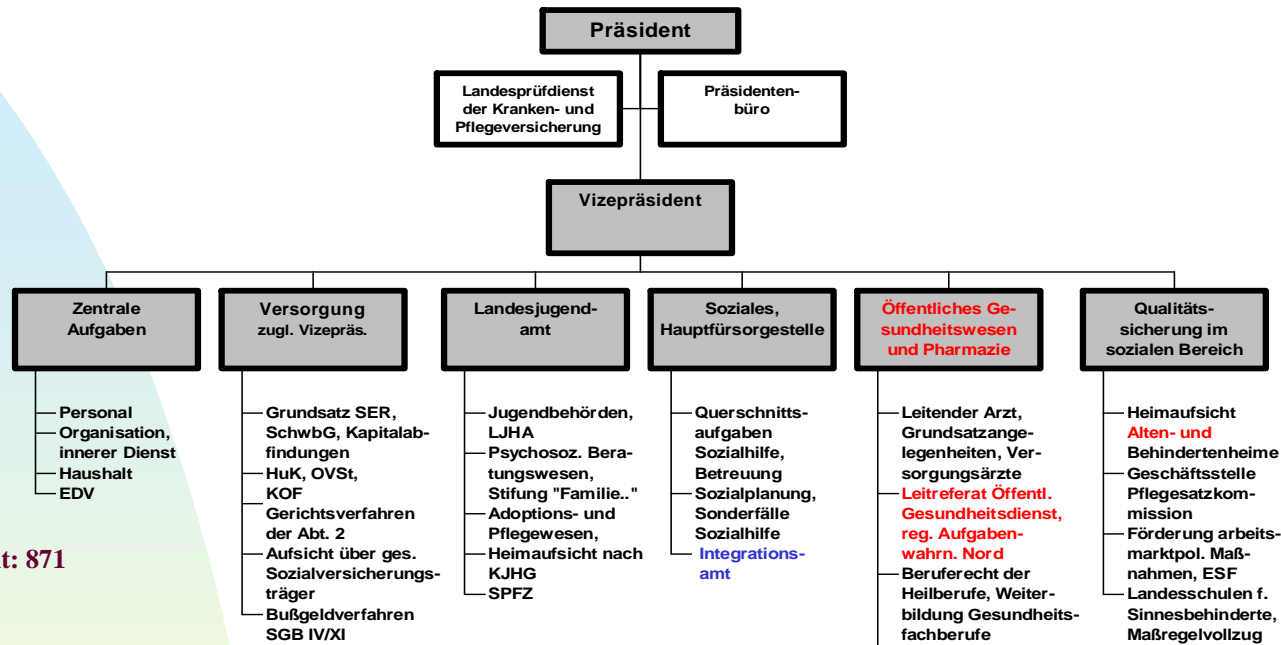 Präsident
Landesprüfdienst
der Kranken- und
Pflegeversicherung
Präsidenten-
büro
Vizepräsident
Zentrale
Aufgaben
Personal
Organisation,
innerer Dienst
Haushalt
EDV
Versorgung
zugl. Vizepräs.
Grundsatz SER,
SchwbG, Kapitalab-
findungen
HuK, OVSt,
KOF
Gerichtsverfahren
der Abt. 2
Aufsicht über ges.
Sozialversicherungs-
träger
Bußgeldverfahren
SGB IV/XI
Landesjugend-
amt
Jugendbehörden,
LJHA
Psychosoz. Bera-
tungswesen,
Stifung "Familie.."
Adoptions- und
Pflegewesen,
Heimaufsicht nach
KJHG
SPFZ
Soziales,
Hauptfürsorgestelle
Querschnitts-
aufgaben
Sozialhilfe,
Betreuung
Sozialplanung,
Sonderfälle
Sozialhilfe
Integrations-
amt
Öffentliches Ge-
sundheitswesen
und Pharmazie
Leitender Arzt,
Grundsatzange-
legenheiten, Ver-
sorgungsärzte
Leitreferat Öffentl.
Gesundheitsdienst,
reg. Aufgaben-
wahrn. Nord
Beruferecht der
Heilberufe, Weiter-
bildung Gesundheits-
fachberufe
Qualitäts-
sicherung im
sozialen Bereich
Heimaufsicht
Alten- und
Behindertenheime
Geschäftsstelle
Pflegesatzkom-
mission
Förderung arbeits-
marktpol. Maß-
nahmen, ESF
Landesschulen f.
Sinnesbehinderte,
Maßregelvollzug
t: 871